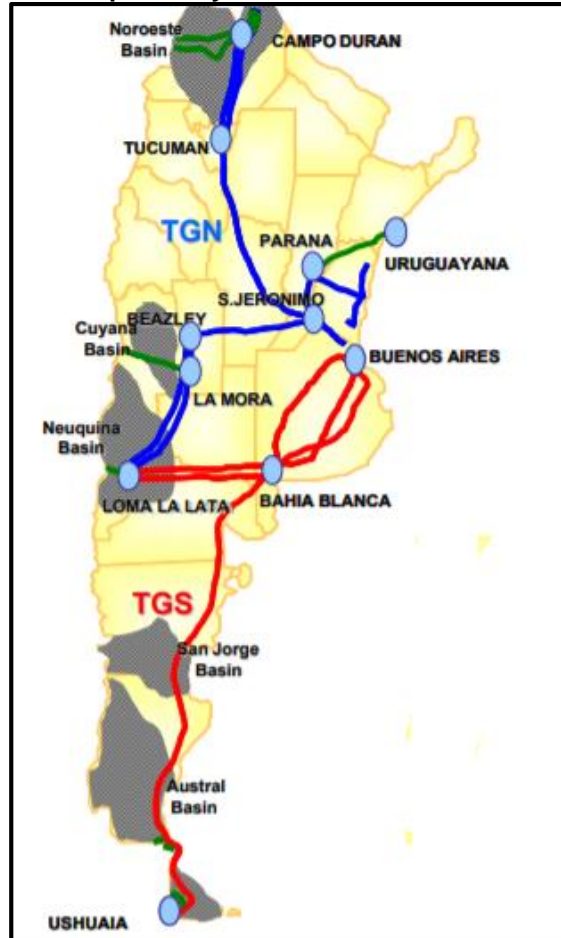 Noroeste
Basin
CAMPO DURAN
TUCUMAN
TGN
PARANA
URUGUAYANA
S.JERONIMO
BEAZLEY
Cuyana
Basin
BUENOS AIRES
LA MORA
Neuquina
Basin
LOMA LA LATA
BAHIA BLANCA
TGS
San Jorge
Basin
Austral
Basin
USHUAIA